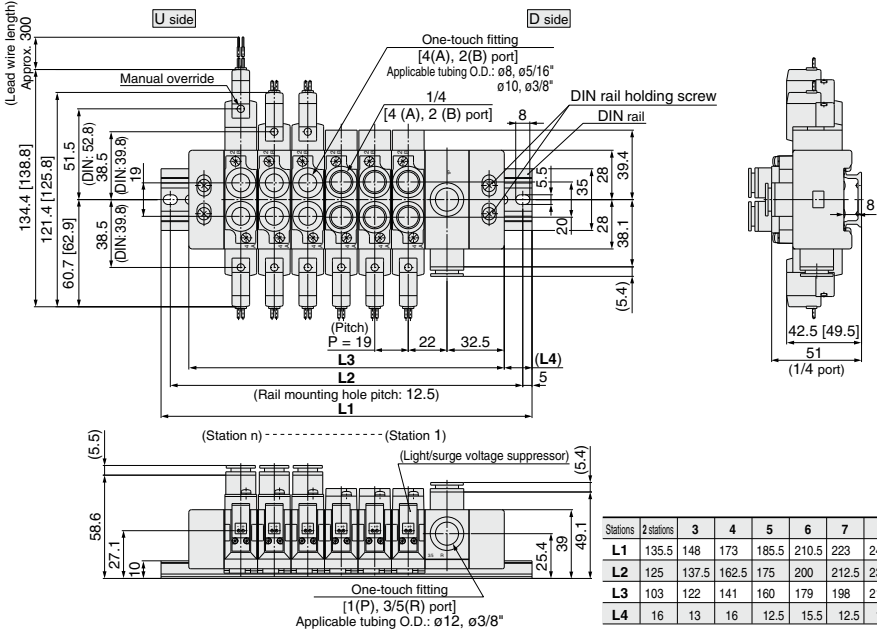 U side
D side
(Lead wire length)
Approx. 300
One-touch fitting
[4(A), 2(B) port]
Applicable tubing O.D.: ø8, ø5/16"
ø10, ø3/8"
Manual override
1/4
[4 (A), 2 (B) port]
DIN rail holding screw
8
DIN rail
134.4 [138.8]
121.4 [125.8]
60.7 [62.9]
51.5
(DIN: 52.8)
38.5
(DIN: 39.8)
19
38.5
(DIN:39.8)
5.5
20
35
28
28
39.4
38.1
(5.4)
8
(Pitch)
P = 19
22
32.5
L3
(L4)
L2
5
(Rail mounting hole pitch: 12.5)
L1
42.5 [49.5]
51
(1/4 port)
(Station n)
(Station 1)
(5.5)
(Light/surge voltage suppressor)
(5.4)
58.6
27.1
10
25.4
39
49.1
One-touch fitting
[1(P), 3/5(R) port]
Applicable tubing O.D.: ø12, ø3/8"
Stations 2 stations 3 4 5 6 7
L1 135.5 148 173 185.5 210.5 223
L2 125 137.5 162.5 175 200 212.5
L3 103 122 141 160 179 198
L4 16 13 16 12.5 15.5 12.5